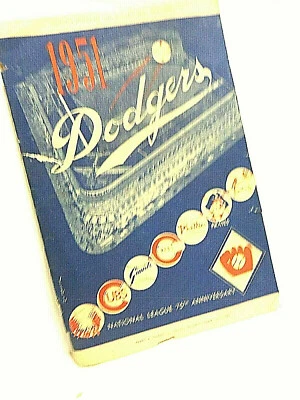 1951
Dodgers
CUBS
Giants
Phillies
NATIONAL LEAGUE 75TH ANNIVERSARY